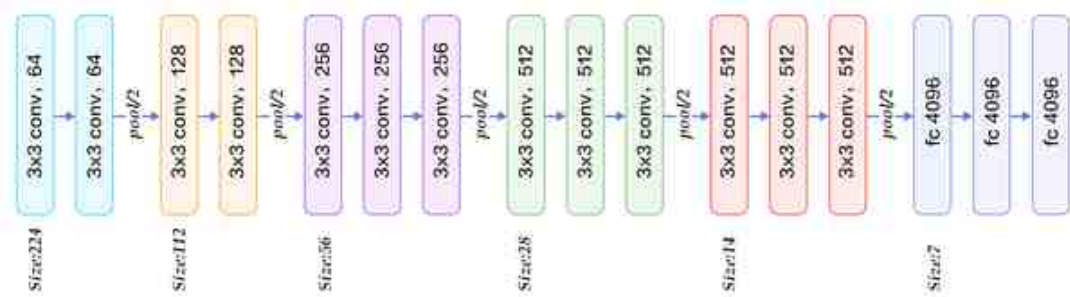 Size:224
3x3 conv, 64
3x3 conv, 64
pool/2
Size:112
3x3 conv, 128
3x3 conv, 128
pool/2
Size:56
3x3 conv, 256
3x3 conv, 256
3x3 conv, 256
pool/2
Size:28
3x3 conv, 512
3x3 conv, 512
3x3 conv, 512
pool/2
Size:14
3x3 conv, 512
3x3 conv, 512
3x3 conv, 512
pool/2
Size:7
fc 4096
fc 4096
fc 4096